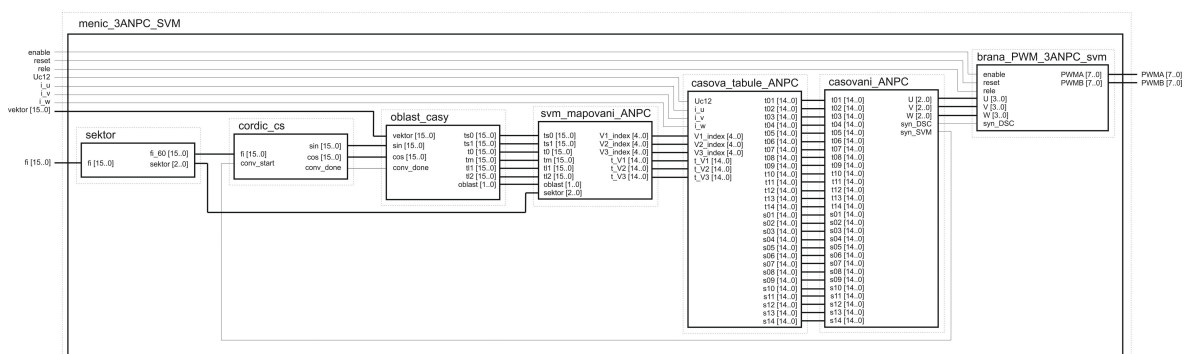 menic_3ANPC_SVM
enable
reset
rele
Uc12
i_u
i_v
i_w
vektor [15..0]
fi [15..0]
sektor
fi [15..0]
fi_60 [15..0]
sektor [2..0]
cordic_cs
fi [15..0]
conv_start
sin [15..0]
cos [15..0]
conv_done
oblast_casy
vektor [15..0]
sin [15..0]
cos [15..0]
conv_done
ts0 [15..0]
ts1 [15..0]
t0 [15..0]
tm [15..0]
tl1 [15..0]
tl2 [15..0]
oblast [1..0]
svm_mapovani_ANPC
ts0 [15..0]
ts1 [15..0]
t0 [15..0]
tm [15..0]
tl1 [15..0]
tl2 [15..0]
oblast [1..0]
sektor [2..0]
V1_index [4..0]
V2_index [4..0]
V3_index [4..0]
t_V1 [14..0]
t_V2 [14..0]
t_V3 [14..0]
casova_tabule_ANPC
Uc12
i_u
i_v
i_w
V1_index [4..0]
V2_index [4..0]
V3_index [4..0]
t_V1 [14..0]
t_V2 [14..0]
t_V3 [14..0]
t01 [14..0]
t02 [14..0]
t03 [14..0]
t04 [14..0]
t05 [14..0]
t06 [14..0]
t07 [14..0]
t08 [14..0]
t09 [14..0]
t10 [14..0]
t11 [14..0]
t12 [14..0]
t13 [14..0]
t14 [14..0]
s01 [14..0]
s02 [14..0]
s03 [14..0]
s04 [14..0]
s05 [14..0]
s06 [14..0]
s07 [14..0]
s08 [14..0]
s09 [14..0]
s10 [14..0]
s11 [14..0]
s12 [14..0]
s13 [14..0]
s14 [14..0]
casovani_ANPC
t01 [14..0]
t02 [14..0]
t03 [14..0]
t04 [14..0]
t05 [14..0]
t06 [14..0]
t07 [14..0]
t08 [14..0]
t09 [14..0]
t10 [14..0]
t11 [14..0]
t12 [14..0]
t13 [14..0]
t14 [14..0]
s01 [14..0]
s02 [14..0]
s03 [14..0]
s04 [14..0]
s05 [14..0]
s06 [14..0]
s07 [14..0]
s08 [14..0]
s09 [14..0]
s10 [14..0]
s11 [14..0]
s12 [14..0]
s13 [14..0]
s14 [14..0]
U [2..0]
V [2..0]
W [2..0]
syn_DSC
syn_SVM
brana_PWM_3ANPC_svm
enable
reset
rele
U [3..0]
V [3..0]
W [3..0]
syn_DSC
PWMA [7..0]
PWMB [7..0]
PWMA [7..0]
PWMB [7..0]